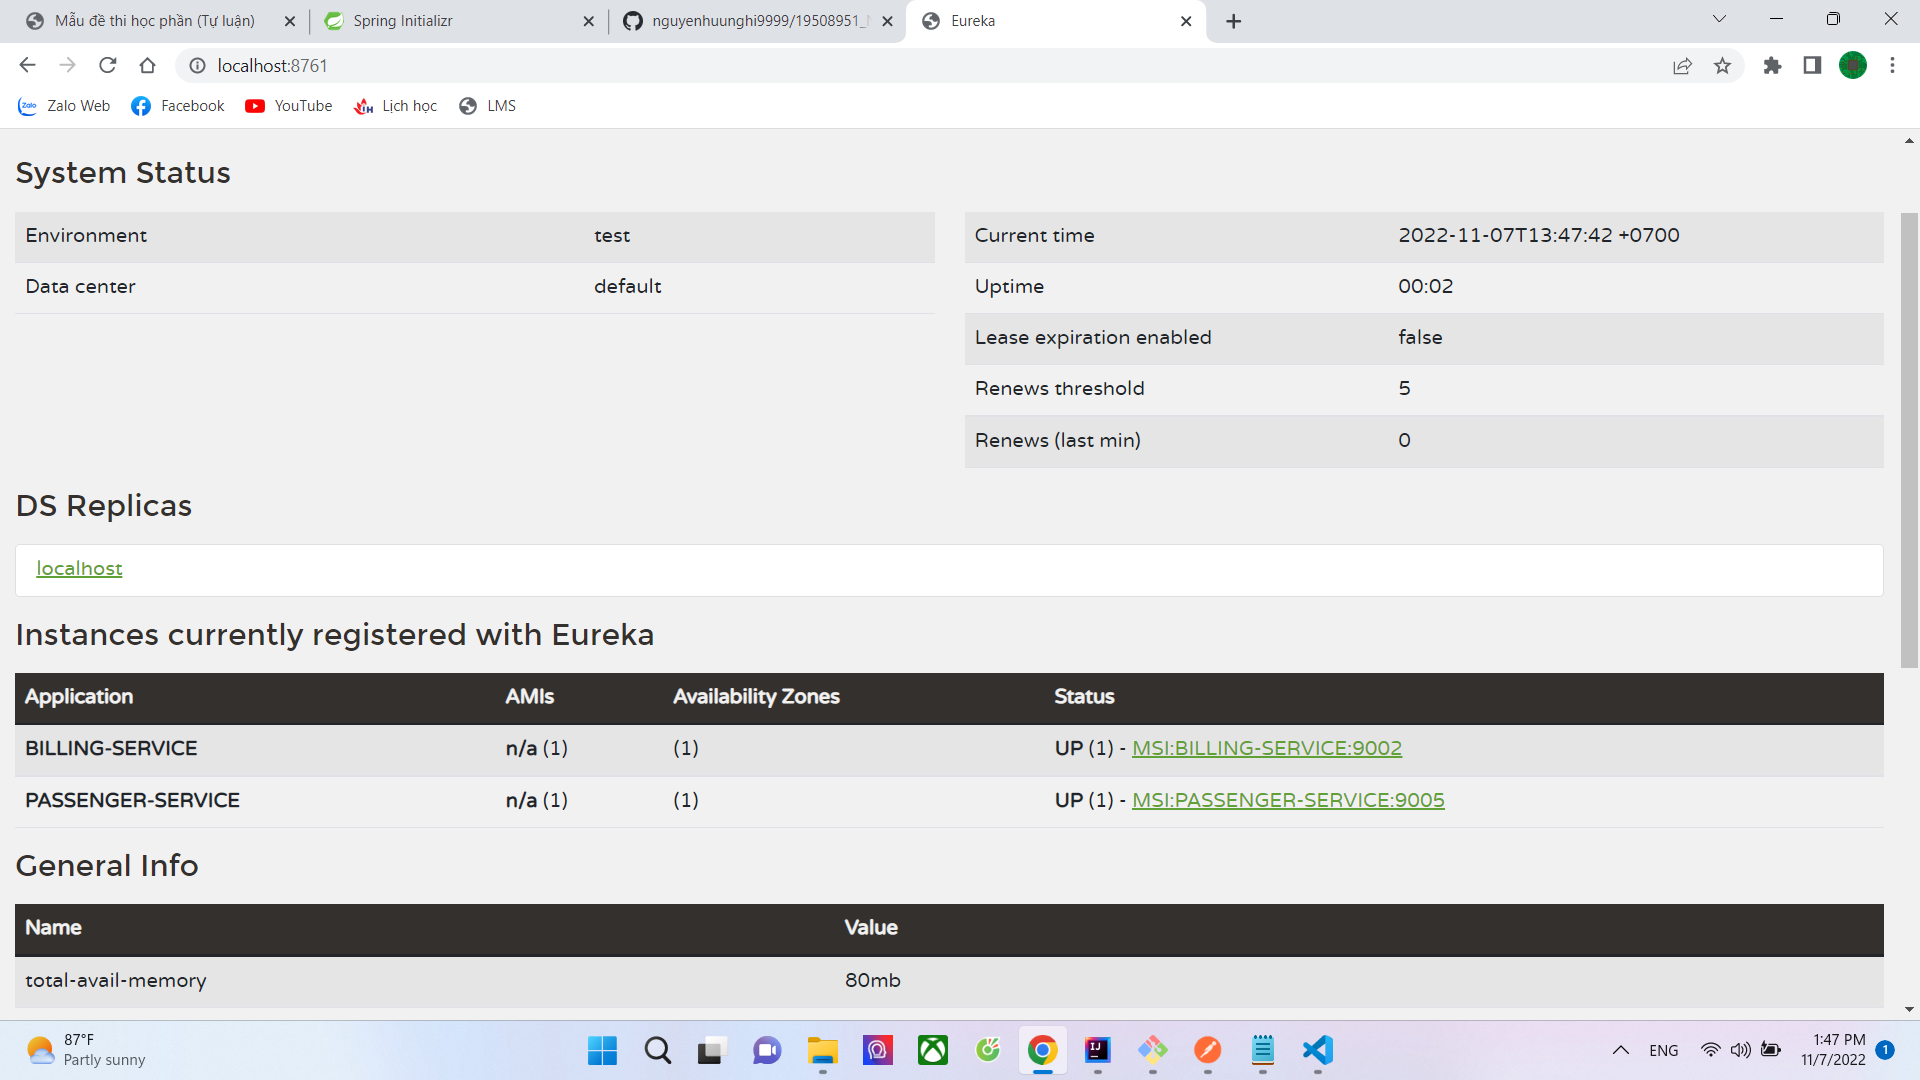 Mẫu đề thi học phần (Tự luận)
Spring Initializr
nguyenhuunghi9999/19508951_
Eureka
localhost:8761
Zalo Web
Facebook
YouTube
Lịch học
LMS
System Status
Environment test
Data center default
Current time 2022-11-07T13:47:42 +0700
Uptime 00:02
Lease expiration enabled false
Renews threshold 5
Renews (last min) 0
DS Replicas
localhost
Instances currently registered with Eureka
Application AMIs Availability Zones Status
BILLING-SERVICE n/a (1) (1) UP (1) - MSI:BILLING-SERVICE:9002
PASSENGER-SERVICE n/a (1) (1) UP (1) - MSI:PASSENGER-SERVICE:9005
General Info
Name Value
total-avail-memory 80mb
87°F
Partly sunny
ENG
1:47 PM
11/7/2022
1